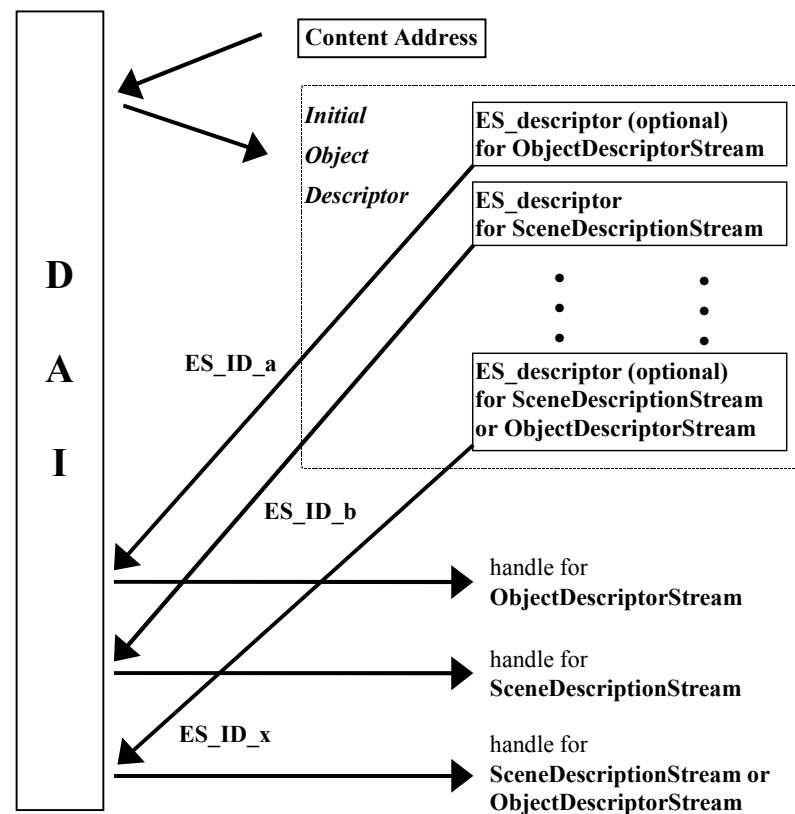 Content Address
Initial
Object
Descriptor
ES_descriptor (optional)
for ObjectDescriptorStream
ES_descriptor
for SceneDescriptionStream
ES_descriptor (optional)
for SceneDescriptionStream
or ObjectDescriptorStream
D
A
I
ES_ID_a
ES_ID_b
ES_ID_x
handle for
ObjectDescriptorStream
handle for
SceneDescriptionStream
handle for
SceneDescriptionStream or
ObjectDescriptorStream